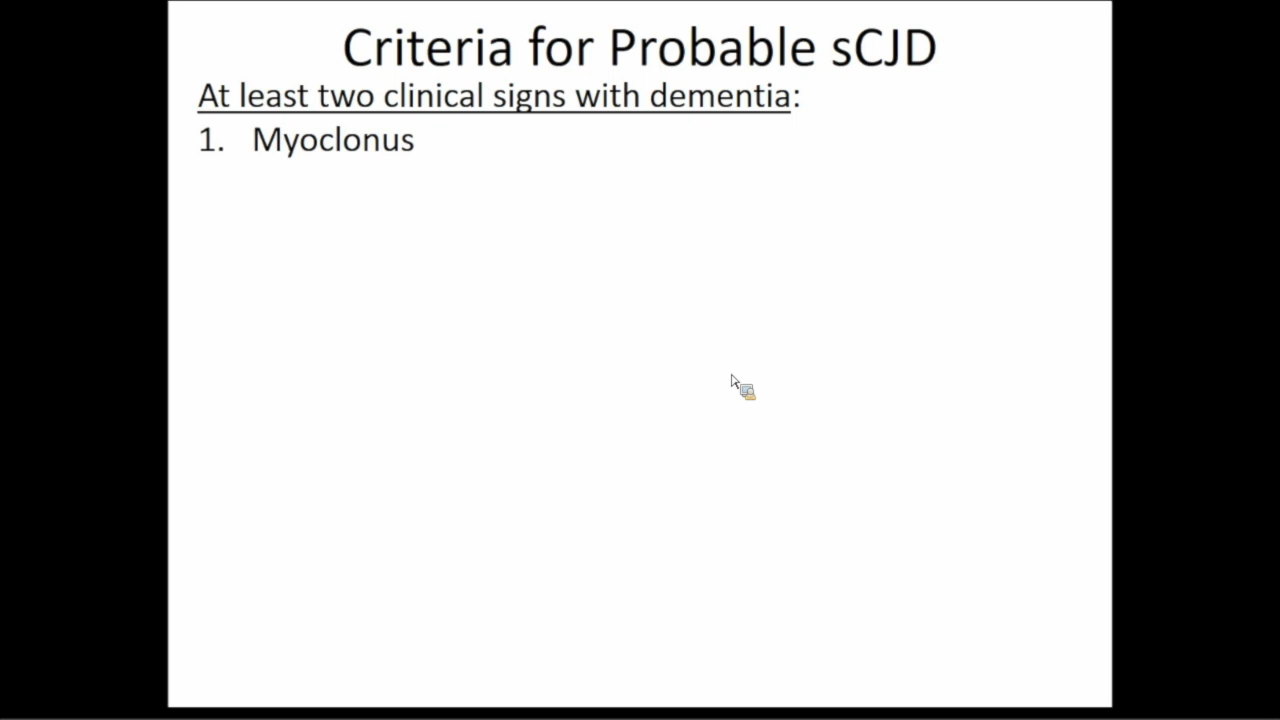 Criteria for Probable sCJD
At least two clinical signs with dementia:
1. Myoclonus